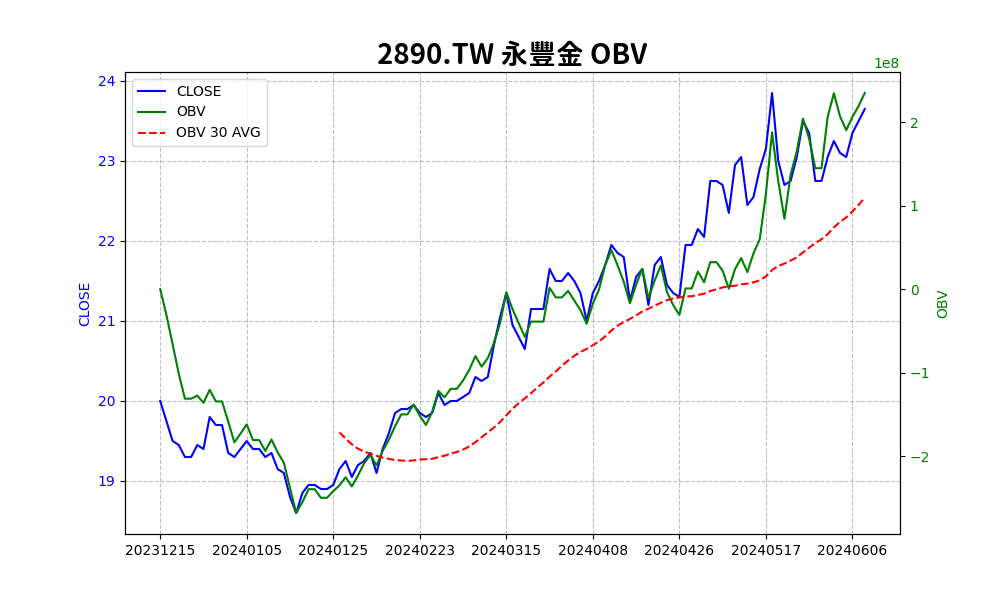 2890.TW 永豐金 OBV
1e8
CLOSE
OBV
OBV 30 AVG
24
23
22
21
20
19
CLOSE
2
1
0
−1
−2
OBV
20231215 20240105 20240125 20240223 20240315 20240408 20240426 20240517 20240606